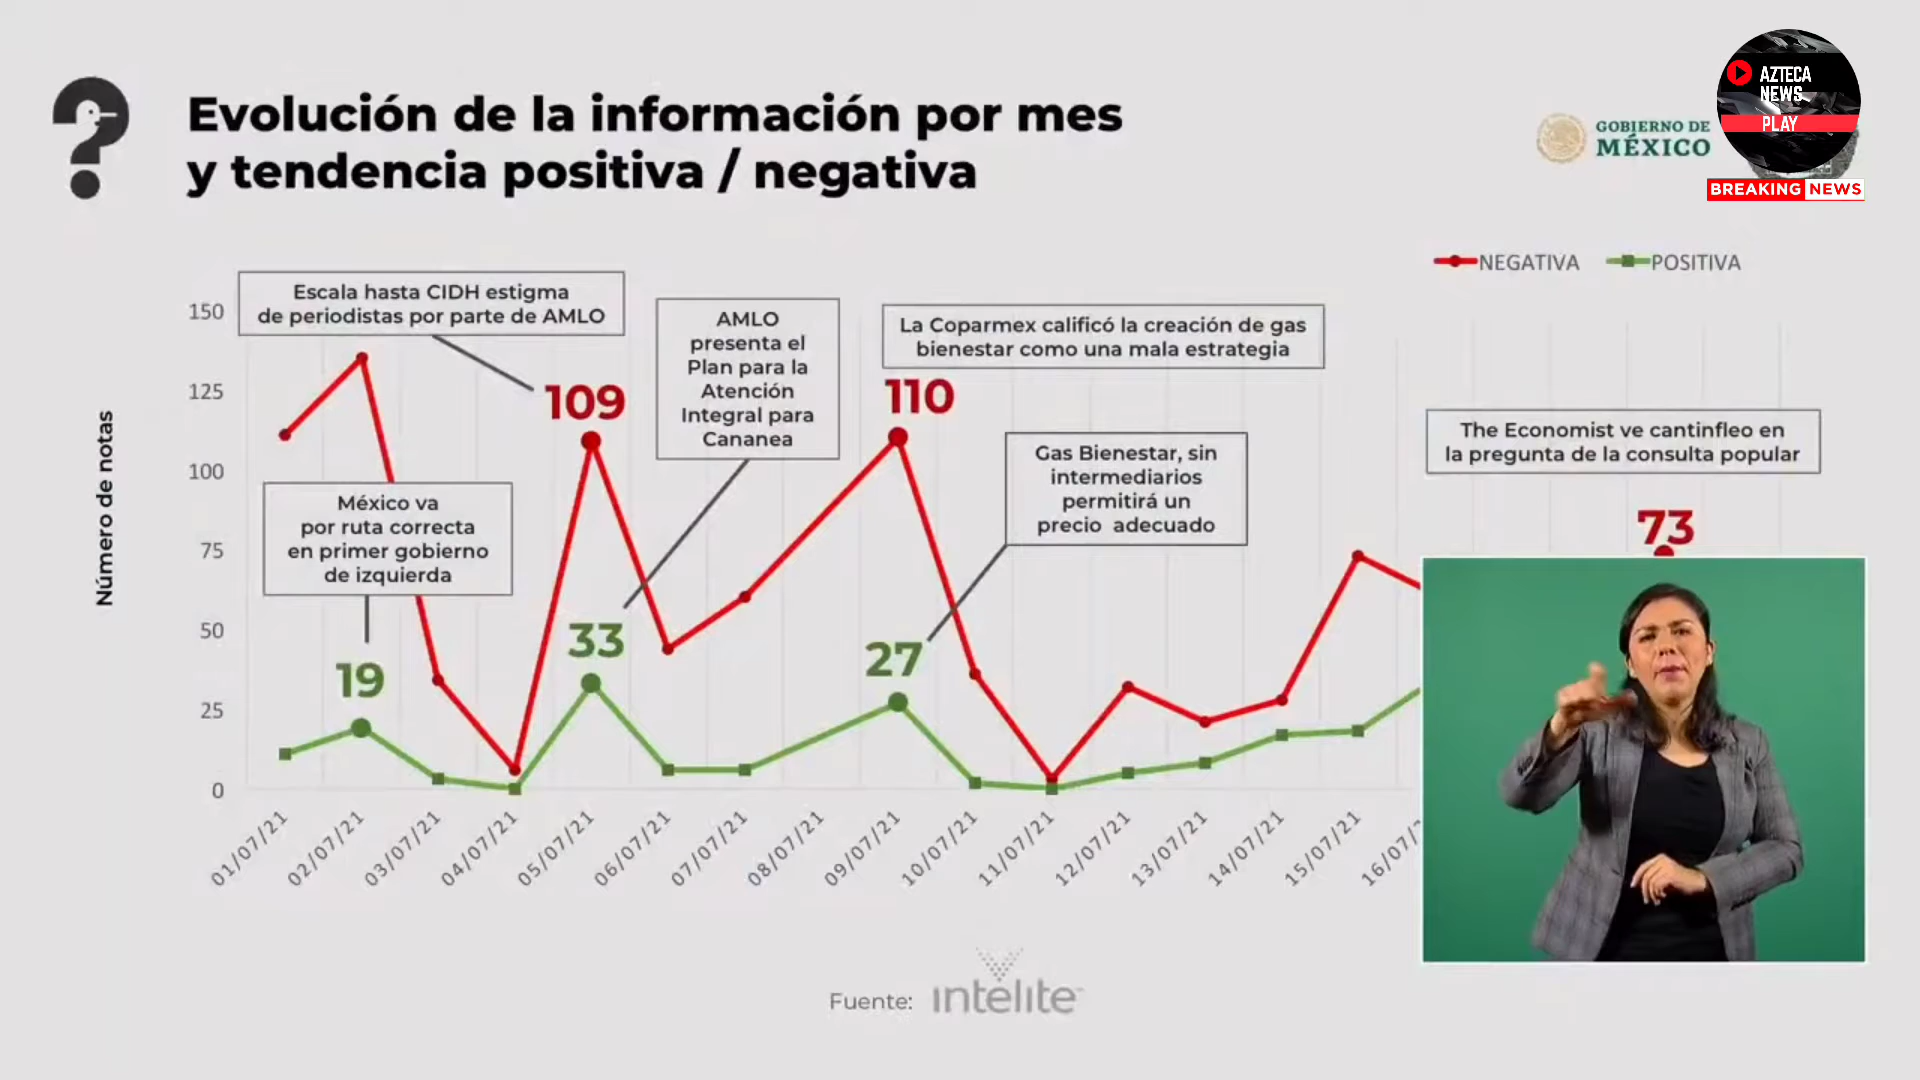 Evolución de la información por mes
y tendencia positiva / negativa
GOBIERNO DE
MÉXICO
AZTECA
NEWS
PLAY
BREAKING NEWS
NEGATIVA
POSITIVA
Número de notas
150
125
100
75
50
25
0
Escala hasta CIDH estigma
de periodistas por parte de AMLO
109
México va
por ruta correcta
en primer gobierno
de izquierda
19
AMLO
presenta el
Plan para la
Atención
Integral para
Cananea
33
La Coparmex calificó la creación de gas
bienestar como una mala estrategia
110
Gas Bienestar, sin
intermediarios
permitirá un
precio adecuado
27
The Economist ve cantinfleo en
la pregunta de la consulta popular
73
01/07/21
02/07/21
03/07/21
04/07/21
05/07/21
06/07/21
07/07/21
08/07/21
09/07/21
10/07/21
11/07/21
12/07/21
13/07/21
14/07/21
15/07/21
16/07/
Fuente: intelite